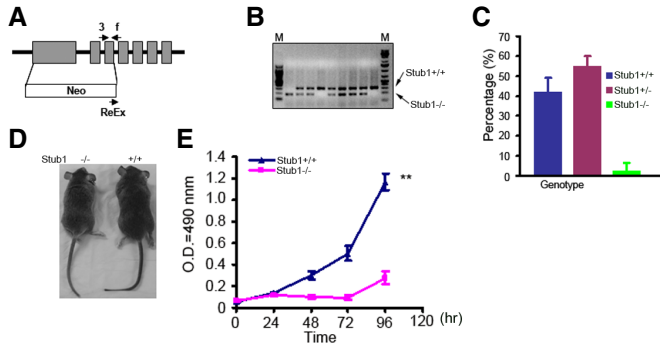 A
3 f
Neo
ReEx
B
M M
Stub1+/+
Stub1-/-
C
Percentage (%)
70
60
50
40
30
20
10
0
Genotype
Stub1+/+
Stub1+/-
Stub1-/-
D
Stub1 -/- +/+
E
O.D.=490 nnm
1.4
1.2
1.0
0.8
0.6
0.4
0.2
0
0 24 48 72 96 120 (hr)
Time
Stub1+/+
Stub1-/-
**